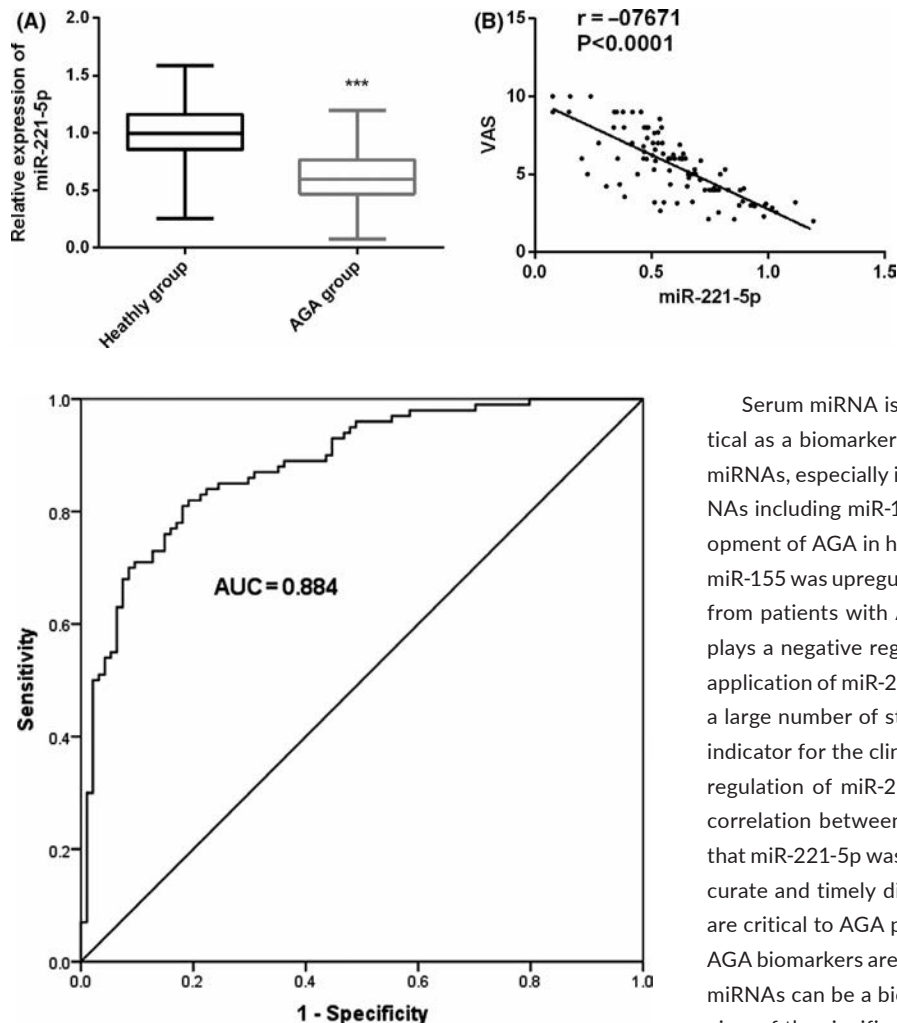 (A)
2.0
1.5
1.0
0.5
0.0
Relative expression of
miR-221-5p
***
Heathly group
AGA group
(B)
r = –07671
P<0.0001
15
10
5
0
VAS
0.0 0.5 1.0 1.5
miR-221-5p
1.0
0.8
0.6
0.4
0.2
0.0
Sensitivity
AUC = 0.884
0.0 0.2 0.4 0.6 0.8 1.0
1 - Specificity
Serum miRNA is
tical as a biomarker
miRNAs, especially i
NAs including miR-1
opment of AGA in h
miR-155 was upregu
from patients with
plays a negative reg
application of miR-2
a large number of st
indicator for the clin
regulation of miR-2
correlation between
that miR-221-5p was
curate and timely di
are critical to AGA p
AGA biomarkers are
miRNAs can be a bio